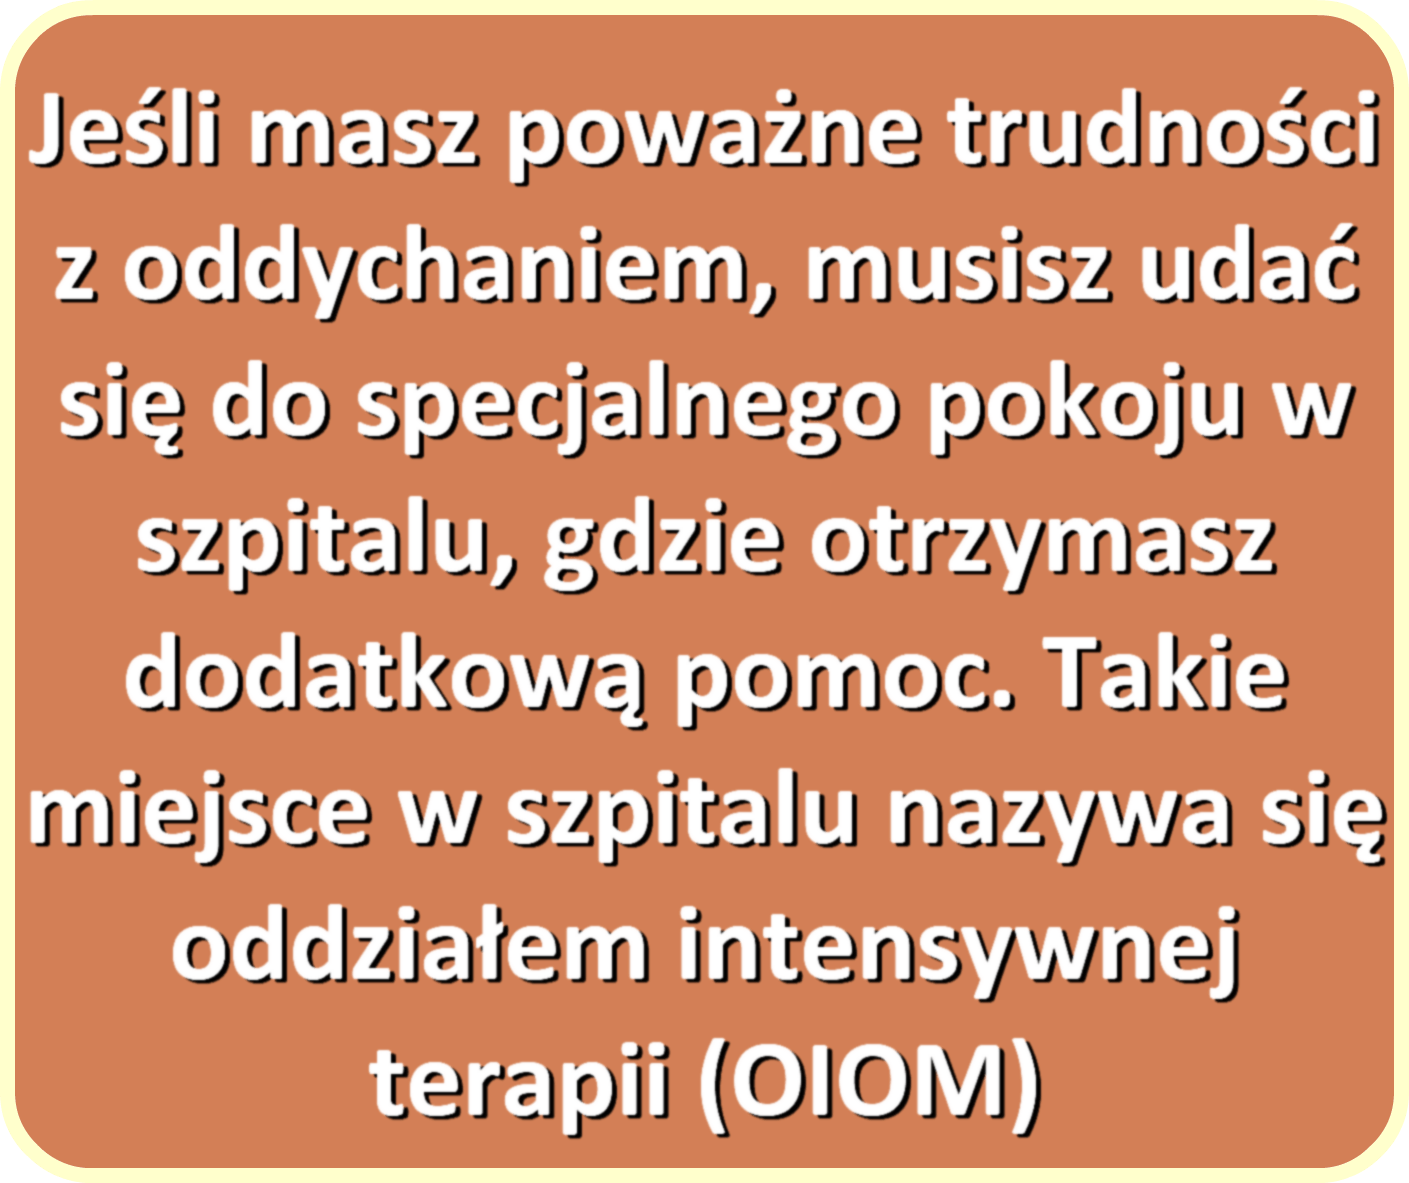 Jeśli masz poważne trudności
z oddychaniem, musisz udać
się do specjalnego pokoju w
szpitalu, gdzie otrzymasz
dodatkową pomoc. Takie
miejsce w szpitalu nazywa się
oddziałem intensywnej
terapii (OIOM)